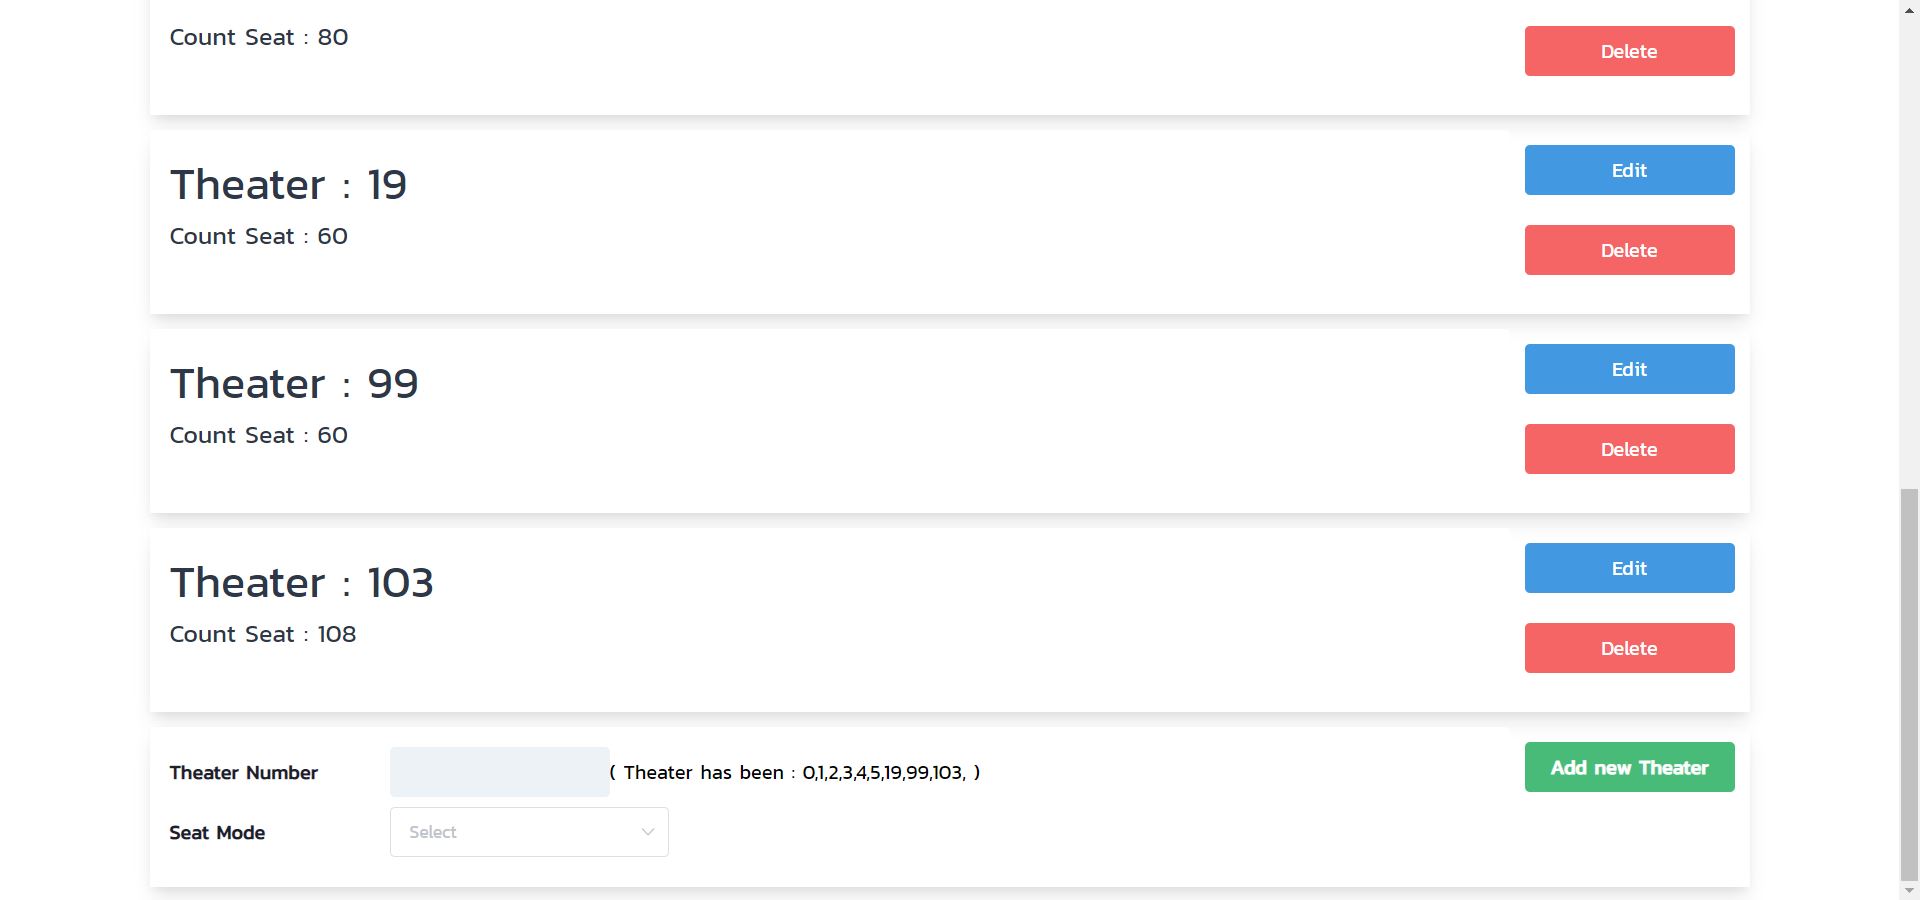 Count Seat : 80
Delete
Theater : 19
Edit
Count Seat : 60
Delete
Theater : 99
Edit
Count Seat : 60
Delete
Theater : 103
Edit
Count Seat : 108
Delete
Theater Number ( Theater has been : 0,1,2,3,4,5,19,99,103, )
Add new Theater
Seat Mode Select